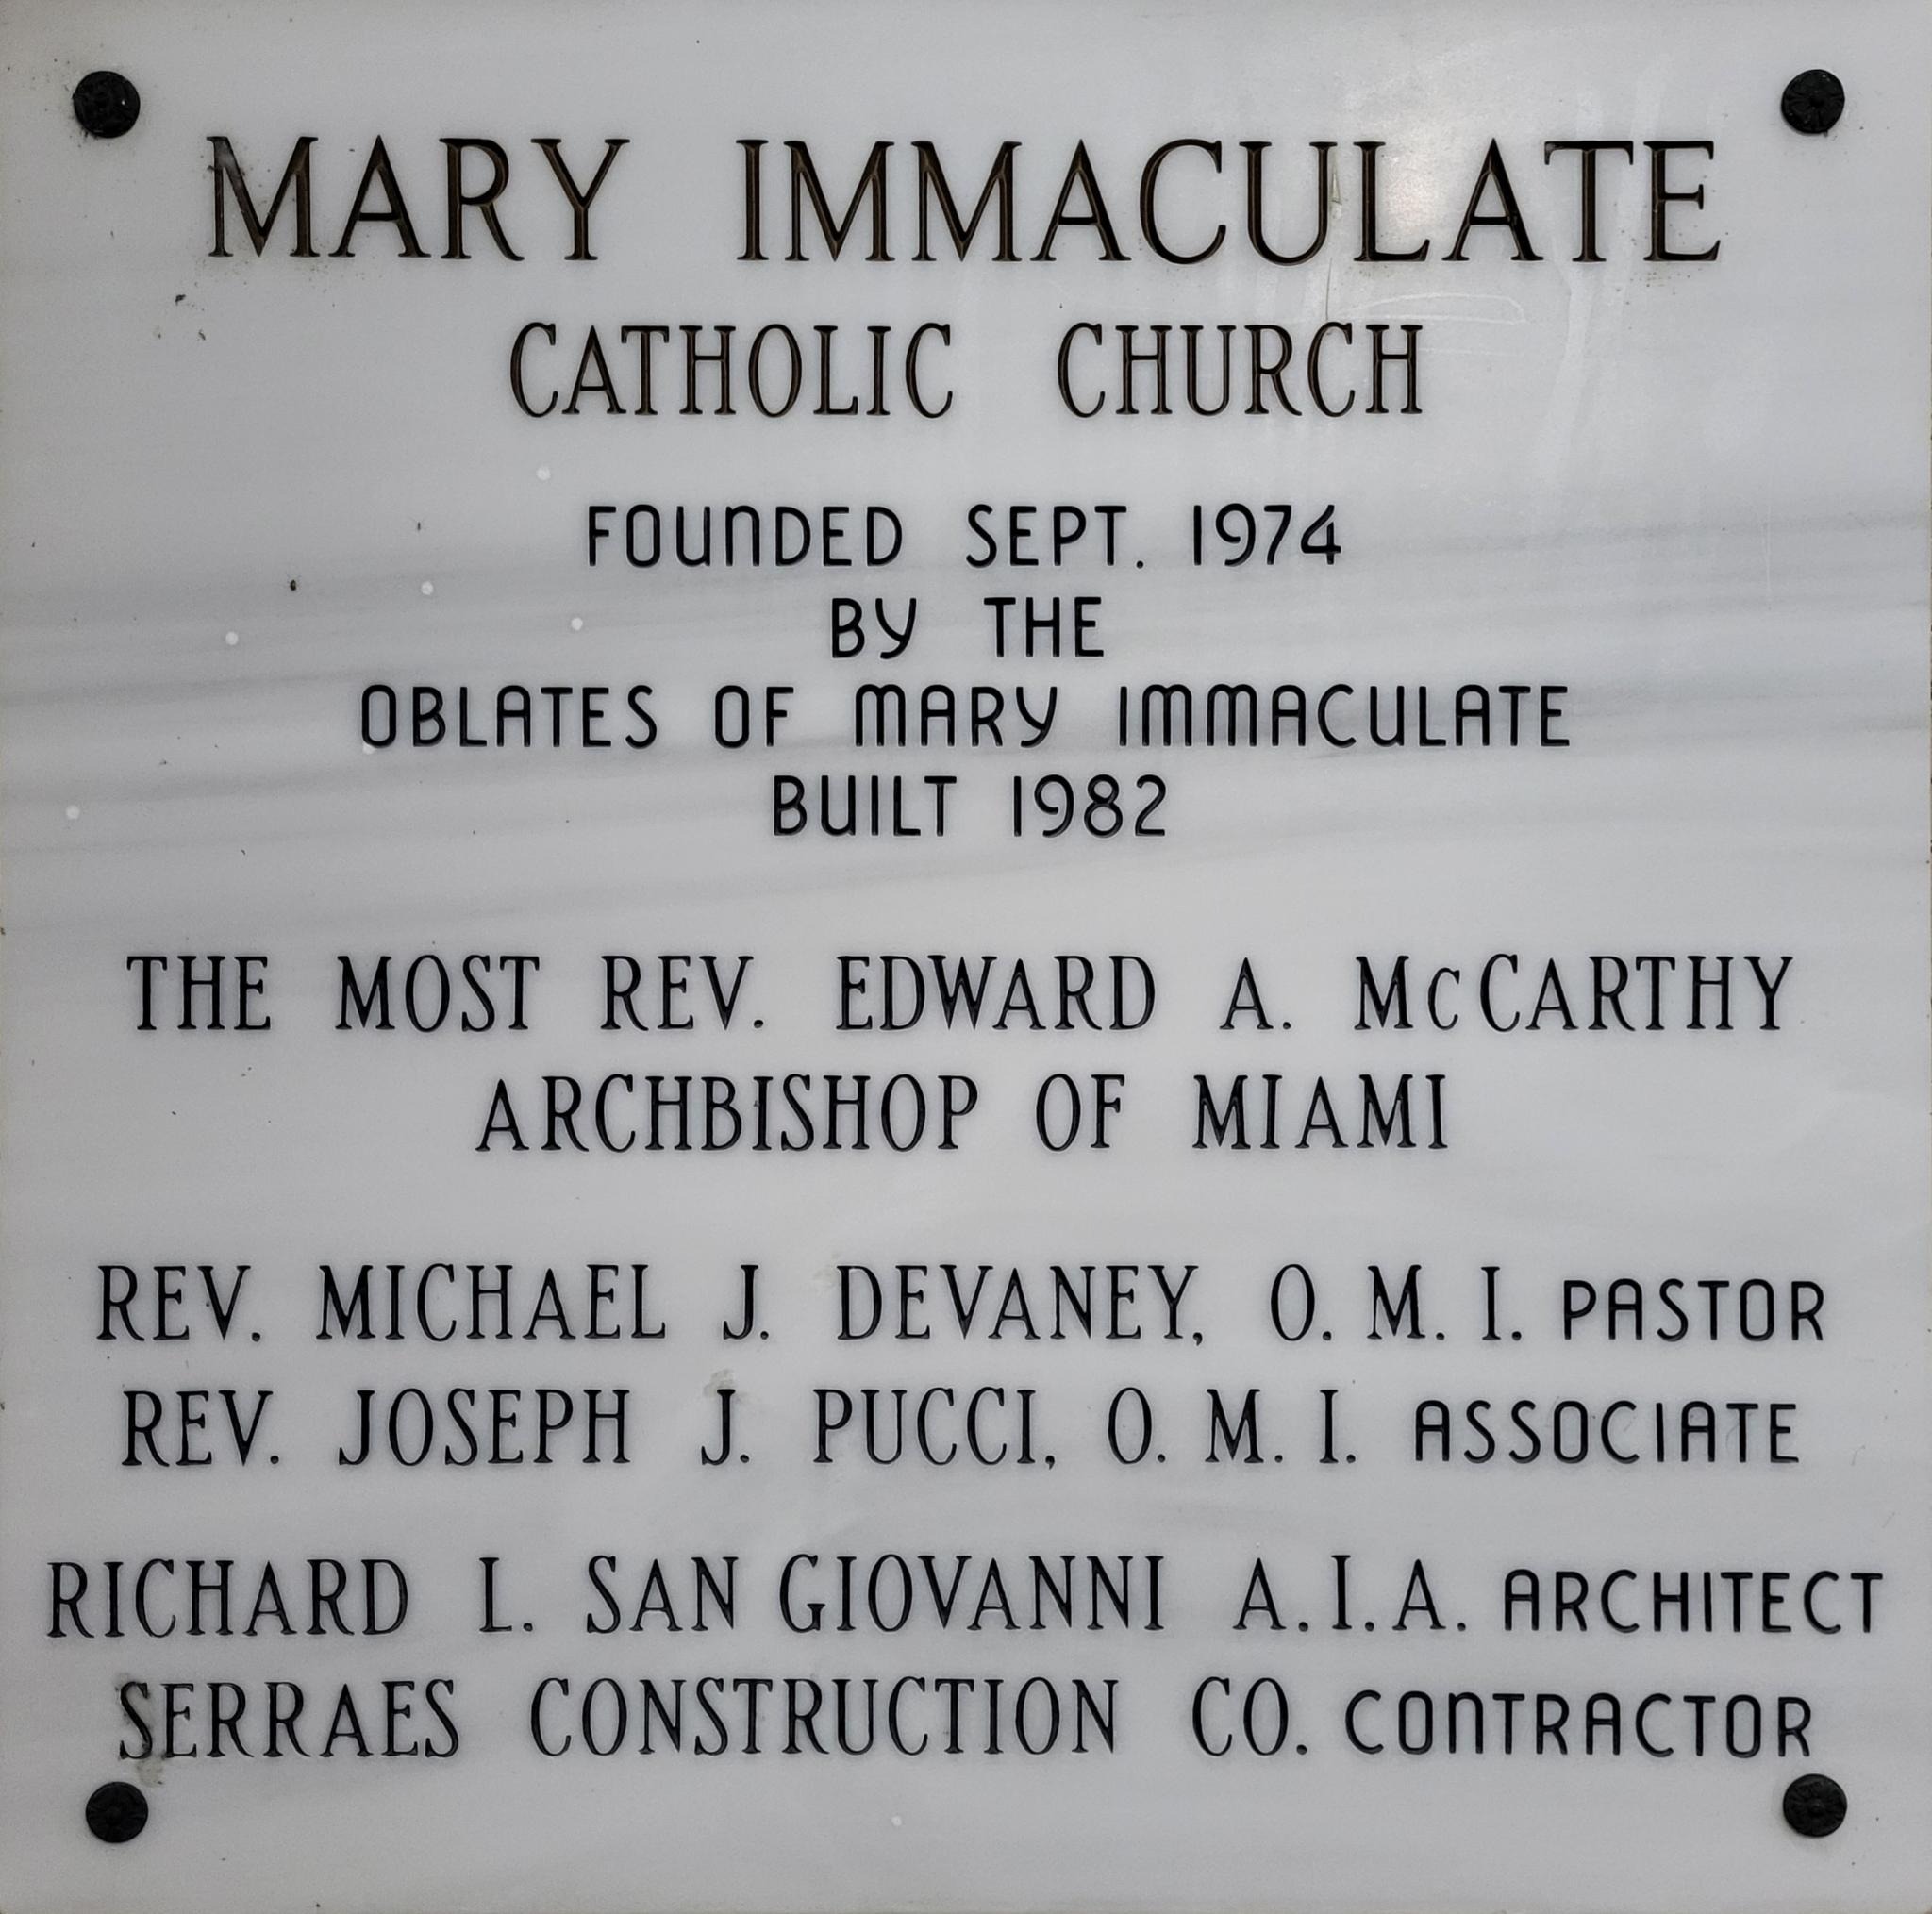 MARY IMMACULATE
CATHOLIC CHURCH
FOUNDED SEPT. 1974
BY THE
OBLATES OF MARY IMMACULATE
BUILT 1982
THE MOST REV. EDWARD A. McCARTHY
ARCHBISHOP OF MIAMI
REV. MICHAEL J. DEVANEY, O. M. I. PASTOR
REV. JOSEPH J. PUCCI, O. M. I. ASSOCIATE
RICHARD L. SAN GIOVANNI A.I.A. ARCHITECT
SERRAES CONSTRUCTION CO. CONTRACTOR